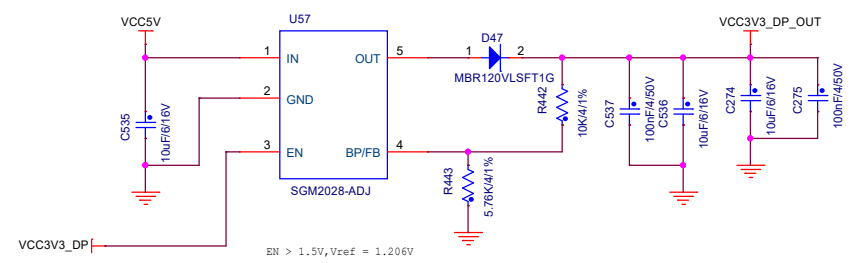 VCC5V
U57
VCC3V3_DP_OUT
D47
1
IN
OUT
5
1
2
MBR120VLSFT1G
2
GND
C535
10uF/6/16V
R442
10K/4/1%
C537
100nF/4/50V
C536
10uF/6/16V
C274
10uF/6/16V
C275
100nF/4/50V
3
EN
BP/FB
4
R443
5.76K/4/1%
SGM2028-ADJ
VCC3V3_DP
EN > 1.5V,Vref = 1.206V